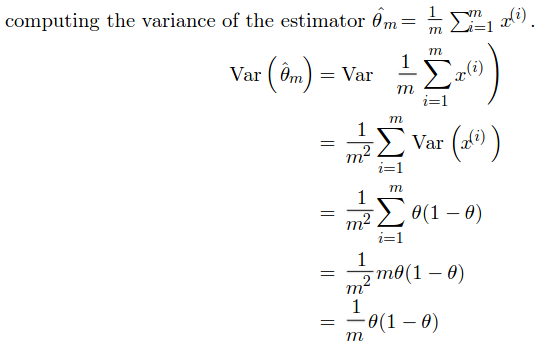 computing the variance of the estimator θ̂_m = 1/m ∑_{i=1}^{m} x^{(i)}.
Var (θ̂_m) = Var 1/m ∑_{i=1}^{m} x^{(i)})
= 1/m² ∑_{i=1}^{m} Var (x^{(i)})
= 1/m² ∑_{i=1}^{m} θ(1 − θ)
= 1/m² mθ(1 − θ)
= 1/m θ(1 − θ)